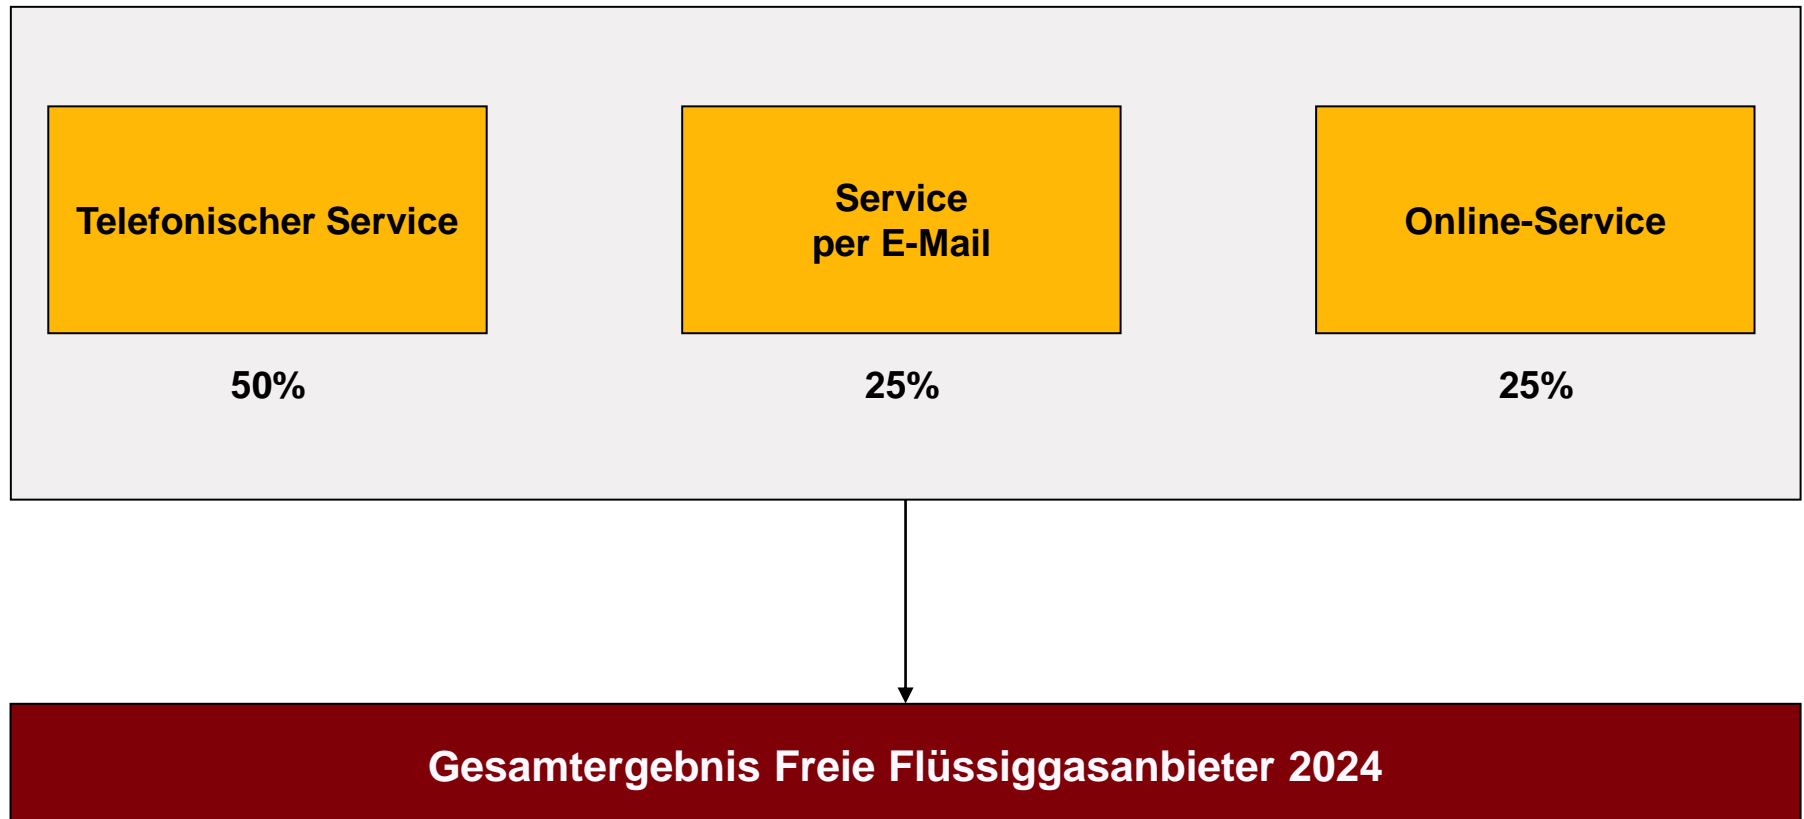 Telefonischer Service
Service
per E-Mail
Online-Service
50%
25%
25%
Gesamtergebnis Freie Flüssiggasanbieter 2024